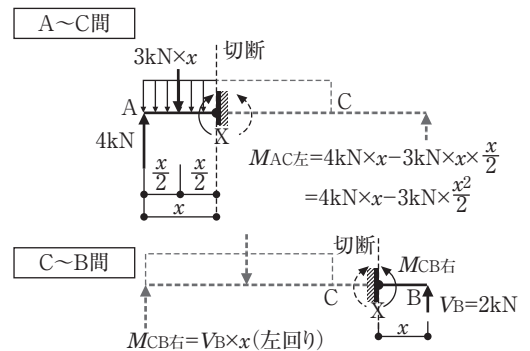 A～C間
切断
3kN×x
A
C
X
4kN
MAC左=4kN×x−3kN×x×x/2
=4kN×x−3kN×x²/2
x/2 x/2
x
C～B間
切断
MCB右
C
B
X
VB=2kN
x
MCB右=VB×x(左回り)